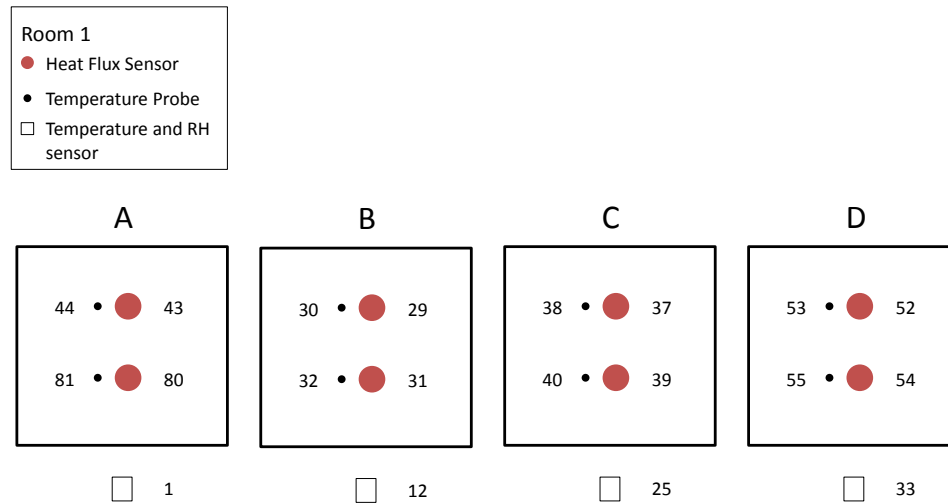 Room 1
Heat Flux Sensor
Temperature Probe
Temperature and RH
sensor
A B C D
44 43 30 29 38 37 53 52
81 80 32 31 40 39 55 54
1 12 25 33